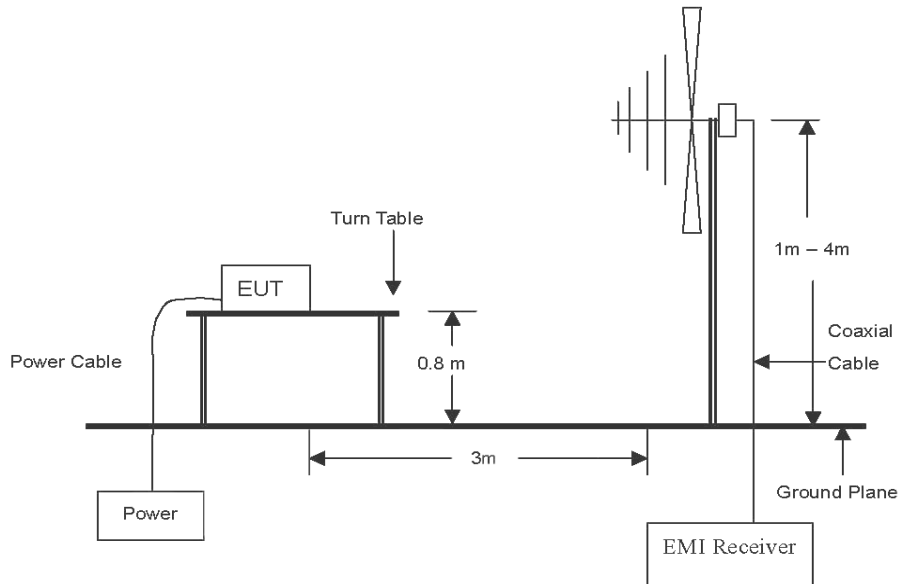 Turn Table
1m – 4m
EUT
Coaxial
Cable
Power Cable
0.8 m
3m
Ground Plane
Power
EMI Receiver